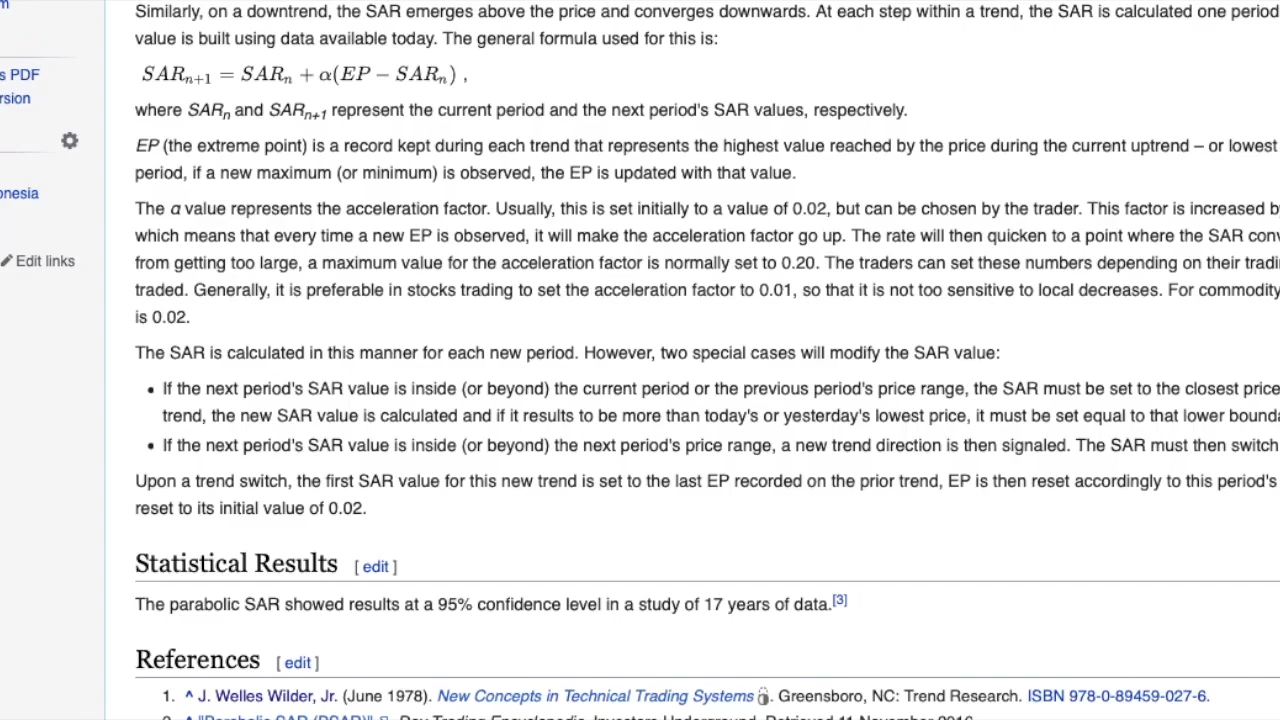 Similarly, on a downtrend, the SAR emerges above the price and converges downwards. At each step within a trend, the SAR is calculated one period
value is built using data available today. The general formula used for this is:
s PDF
SARₙ₊₁ = SARₙ + α(EP − SARₙ) ,
rsion
where SARₙ and SARₙ₊₁ represent the current period and the next period's SAR values, respectively.
EP (the extreme point) is a record kept during each trend that represents the highest value reached by the price during the current uptrend – or lowest
period, if a new maximum (or minimum) is observed, the EP is updated with that value.
onesia
The α value represents the acceleration factor. Usually, this is set initially to a value of 0.02, but can be chosen by the trader. This factor is increased b
which means that every time a new EP is observed, it will make the acceleration factor go up. The rate will then quicken to a point where the SAR conv
Edit links
from getting too large, a maximum value for the acceleration factor is normally set to 0.20. The traders can set these numbers depending on their tradi
traded. Generally, it is preferable in stocks trading to set the acceleration factor to 0.01, so that it is not too sensitive to local decreases. For commodity
is 0.02.
The SAR is calculated in this manner for each new period. However, two special cases will modify the SAR value:
• If the next period's SAR value is inside (or beyond) the current period or the previous period's price range, the SAR must be set to the closest price
trend, the new SAR value is calculated and if it results to be more than today's or yesterday's lowest price, it must be set equal to that lower bounda
• If the next period's SAR value is inside (or beyond) the next period's price range, a new trend direction is then signaled. The SAR must then switch
Upon a trend switch, the first SAR value for this new trend is set to the last EP recorded on the prior trend, EP is then reset accordingly to this period's
reset to its initial value of 0.02.
Statistical Results [ edit ]
The parabolic SAR showed results at a 95% confidence level in a study of 17 years of data.[3]
References [ edit ]
1. ^ J. Welles Wilder, Jr. (June 1978). New Concepts in Technical Trading Systems. Greensboro, NC: Trend Research. ISBN 978-0-89459-027-6.